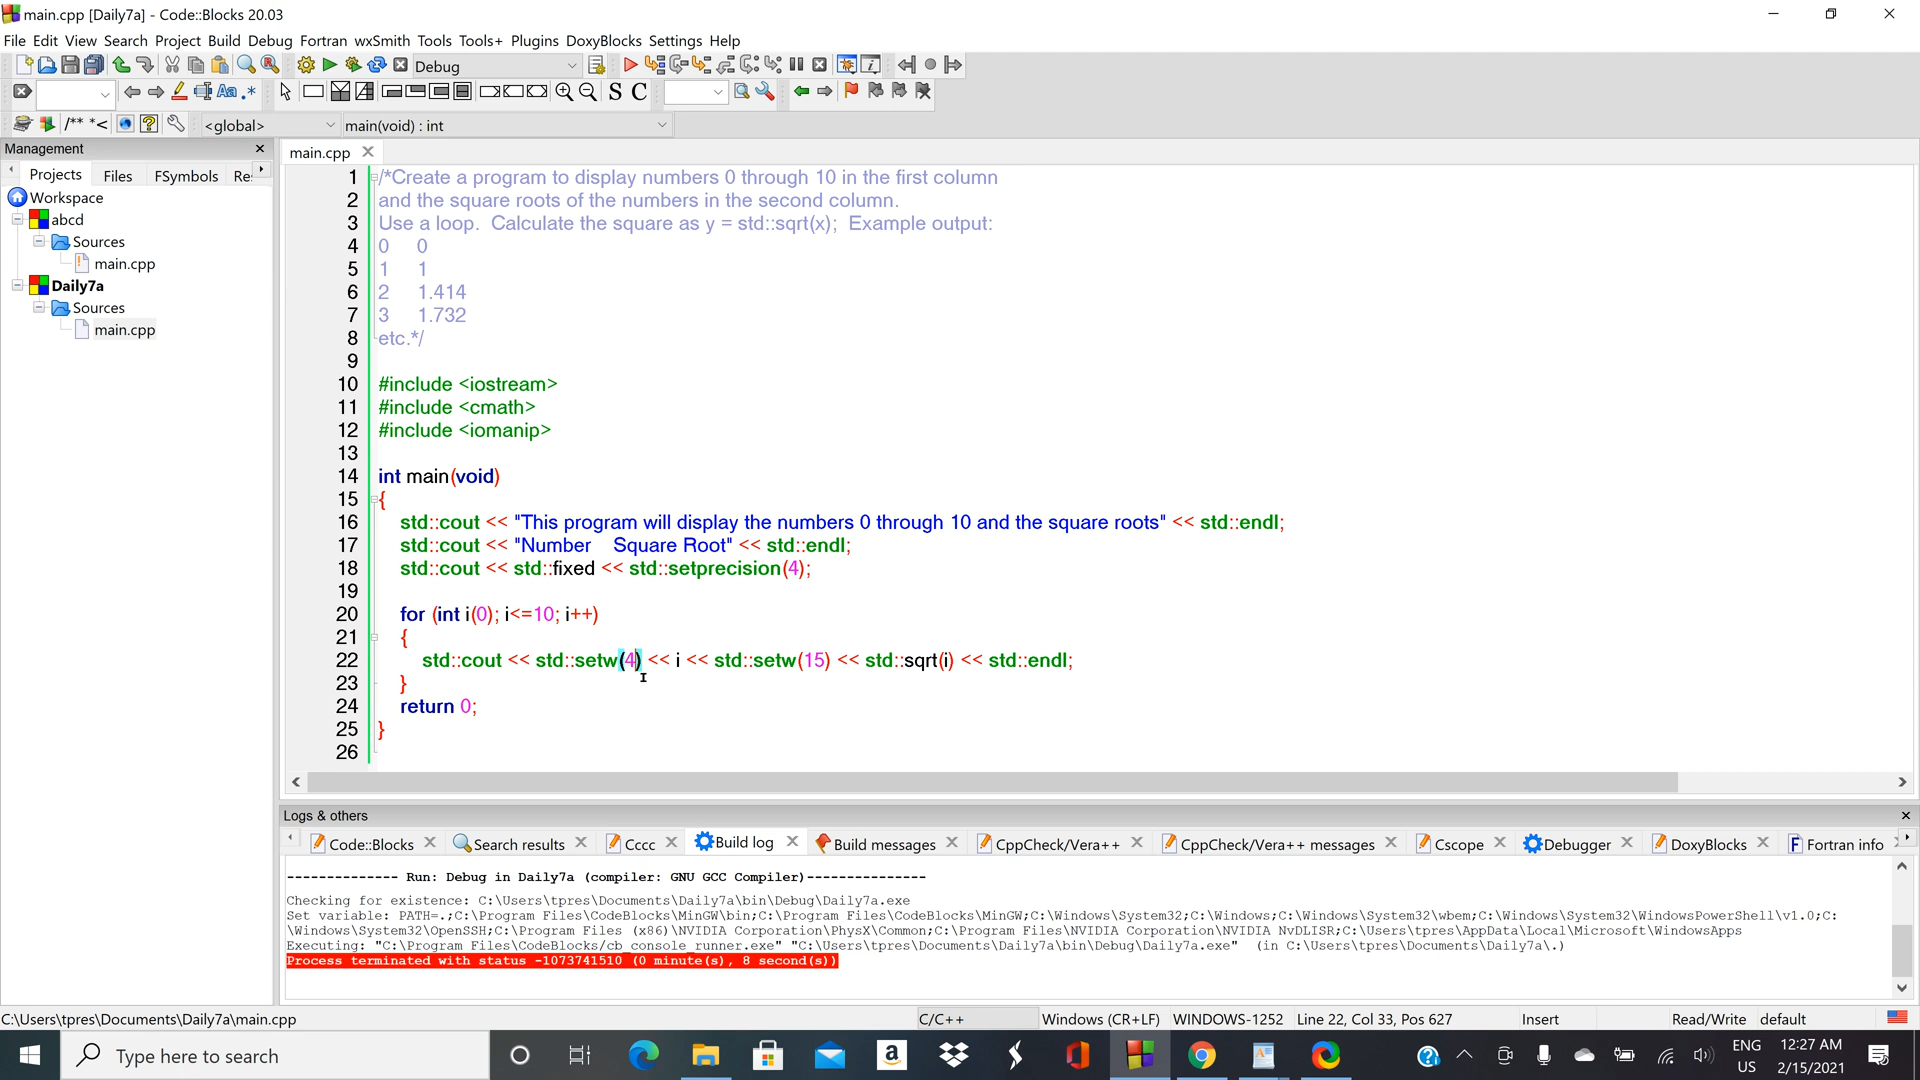 main.cpp [Daily7a] - Code::Blocks 20.03
File Edit View Search Project Build Debug Fortran wxSmith Tools Tools+ Plugins DoxyBlocks Settings Help
Debug
S C
/** *< <global> main(void) : int
Management
main.cpp
Projects Files FSymbols Re
Workspace
abcd
Sources
main.cpp
Daily7a
Sources
main.cpp
1 /*Create a program to display numbers 0 through 10 in the first column
2 and the square roots of the numbers in the second column.
3 Use a loop.  Calculate the square as y = std::sqrt(x);  Example output:
4 0 0
5 1 1
6 2 1.414
7 3 1.732
8 etc.*/
9
10 #include <iostream>
11 #include <cmath>
12 #include <iomanip>
13
14 int main(void)
15 {
16 std::cout << "This program will display the numbers 0 through 10 and the square roots" << std::endl;
17 std::cout << "Number    Square Root" << std::endl;
18 std::cout << std::fixed << std::setprecision(4);
19
20 for (int i(0); i<=10; i++)
21 {
22 std::cout << std::setw(4) << i << std::setw(15) << std::sqrt(i) << std::endl;
23 }
24 return 0;
25 }
26
Logs & others
Code::Blocks Search results Cccc Build log Build messages CppCheck/Vera++ CppCheck/Vera++ messages Cscope Debugger DoxyBlocks Fortran info
-------------- Run: Debug in Daily7a (compiler: GNU GCC Compiler)---------------
Checking for existence: C:\Users\tpres\Documents\Daily7a\bin\Debug\Daily7a.exe
Set variable: PATH=.;C:\Program Files\CodeBlocks\MinGW\bin;C:\Program Files\CodeBlocks\MinGW;C:\Windows\System32;C:\Windows;C:\Windows\System32\wbem;C:\Windows\System32\WindowsPowerShell\v1.0;C:
\Windows\System32\OpenSSH;C:\Program Files (x86)\NVIDIA Corporation\PhysX\Common;C:\Program Files\NVIDIA Corporation\NVIDIA NvDLISR;C:\Users\tpres\AppData\Local\Microsoft\WindowsApps
Executing: "C:\Program Files\CodeBlocks/cb_console_runner.exe" "C:\Users\tpres\Documents\Daily7a\bin\Debug\Daily7a.exe"  (in C:\Users\tpres\Documents\Daily7a\.)
Process terminated with status -1073741510 (0 minute(s), 8 second(s))
C:\Users\tpres\Documents\Daily7a\main.cpp C/C++ Windows (CR+LF) WINDOWS-1252 Line 22, Col 33, Pos 627 Insert Read/Write default
Type here to search
ENG
US
12:27 AM
2/15/2021